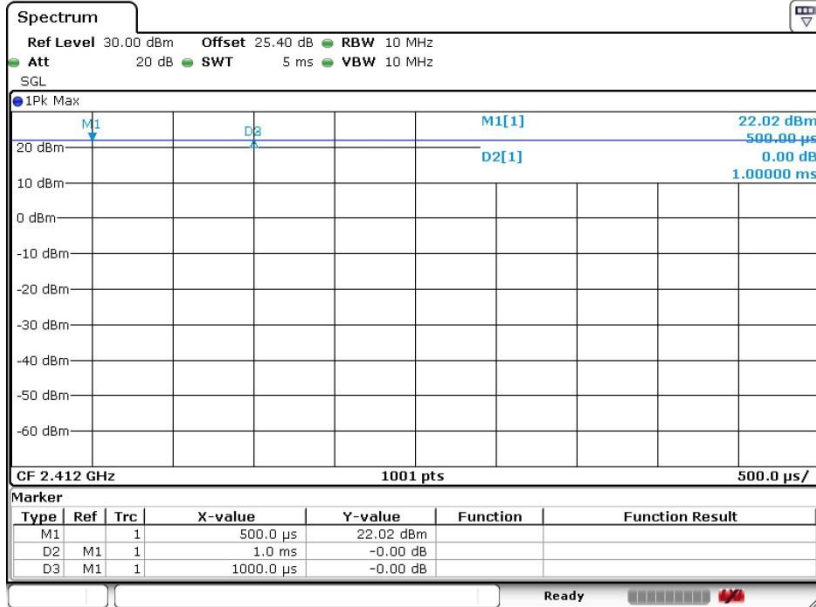 Spectrum
Ref Level 30.00 dBm Offset 25.40 dB RBW 10 MHz
Att 20 dB SWT 5 ms VBW 10 MHz
SGL
1Pk Max
M1 D3 M1[1] 22.02 dBm
500.00 µs
20 dBm D2[1] 0.00 dB
1.00000 ms
10 dBm
0 dBm
-10 dBm
-20 dBm
-30 dBm
-40 dBm
-50 dBm
-60 dBm
CF 2.412 GHz 1001 pts 500.0 µs/
Marker
Type Ref Trc X-value Y-value Function Function Result
M1 1 500.0 µs 22.02 dBm
D2 M1 1 1.0 ms -0.00 dB
D3 M1 1 1000.0 µs -0.00 dB
Ready